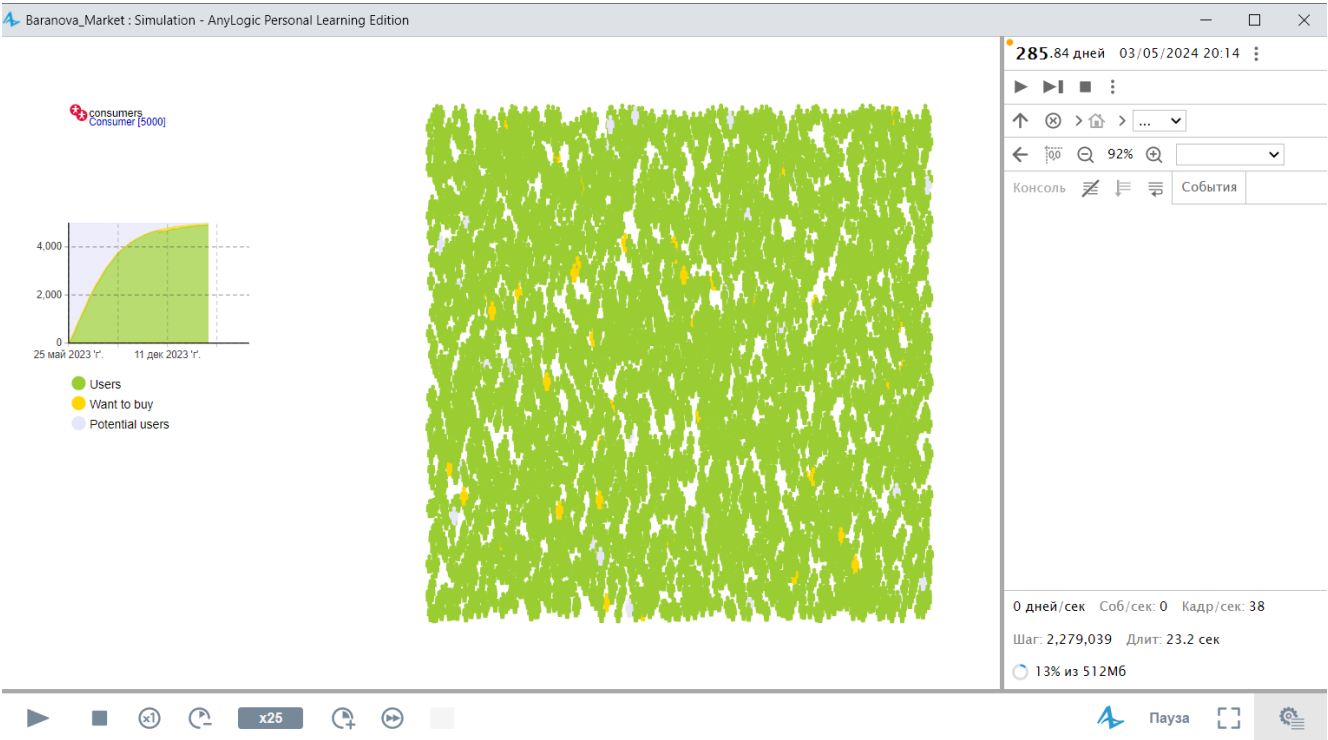 Baranova_Market : Simulation - AnyLogic Personal Learning Edition
285.84 дней 03/05/2024 20:14
consumers
Consumer [5000]
92%
Консоль События
4,000
2,000
0
25 май 2023 'г'. 11 дек 2023 'г'.
Users
Want to buy
Potential users
0 дней/сек Соб/сек: 0 Кадр/сек: 38
Шаг: 2,279,039 Длит: 23.2 сек
13% из 512Мб
x1 x25 Пауза